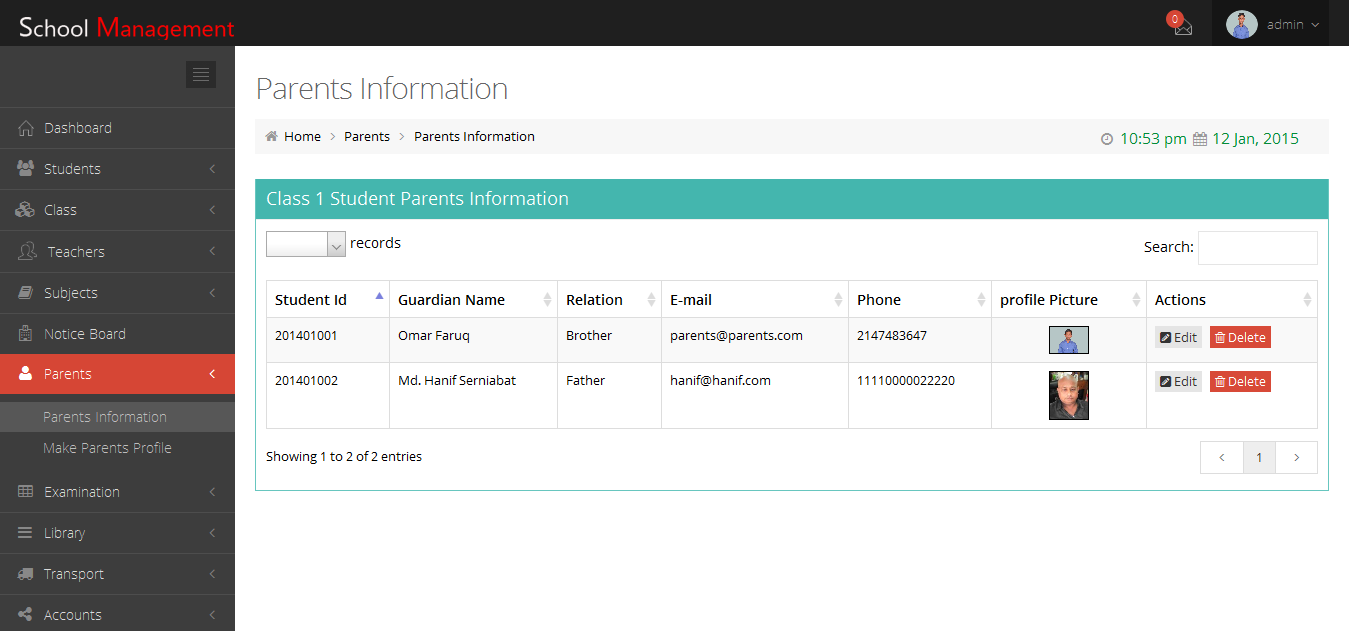 School Management
0
admin
Parents Information
Home > Parents > Parents Information
10:53 pm 12 Jan, 2015
Dashboard
Students
Class
Teachers
Subjects
Notice Board
Parents
Parents Information
Make Parents Profile
Examination
Library
Transport
Accounts
Class 1 Student Parents Information
records
Search:
Student Id Guardian Name Relation E-mail Phone profile Picture Actions
201401001 Omar Faruq Brother parents@parents.com 2147483647 Edit Delete
201401002 Md. Hanif Serniabat Father hanif@hanif.com 11110000022220 Edit Delete
Showing 1 to 2 of 2 entries
< 1 >